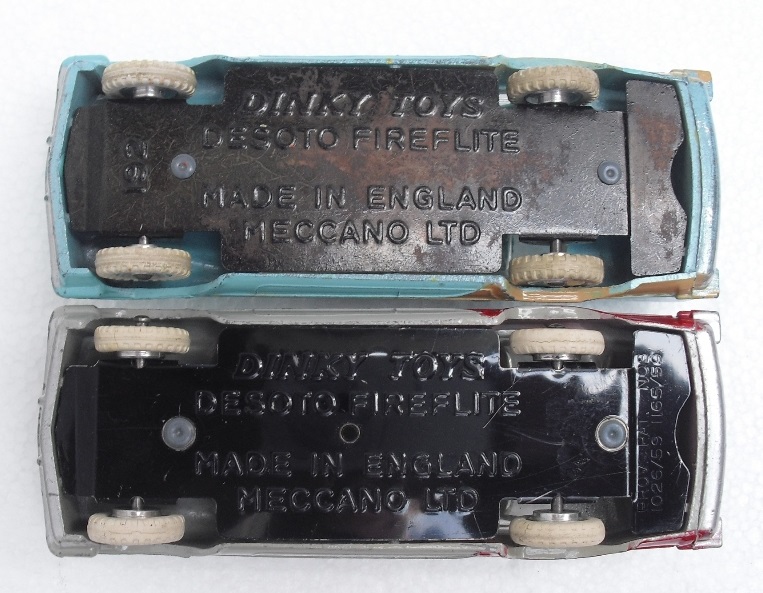 DINKY TOYS
DESOTO FIREFLITE
192
MADE IN ENGLAND
MECCANO LTD
DINKY TOYS
DESOTO FIREFLITE
MADE IN ENGLAND
MECCANO LTD